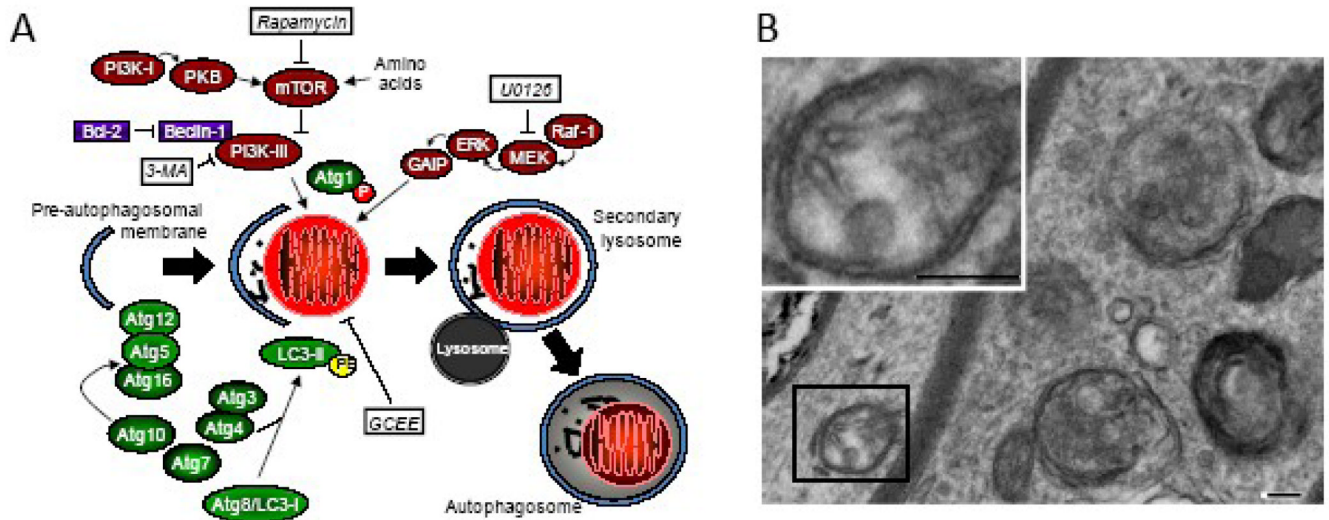 A
B
Rapamycin
PI3K-I
PKB
mTOR
Amino
acids
U0126
Bcl-2
Beclin-1
PI3K-III
3-MA
GAIP
ERK
MEK
Raf-1
Atg1
P
Pre-autophagosomal
membrane
Secondary
lysosome
Atg12
Atg5
Atg16
LC3-II
PE
Lysosome
Atg3
Atg4
Atg10
Atg7
GCEE
Atg8/LC3-I
Autophagosome